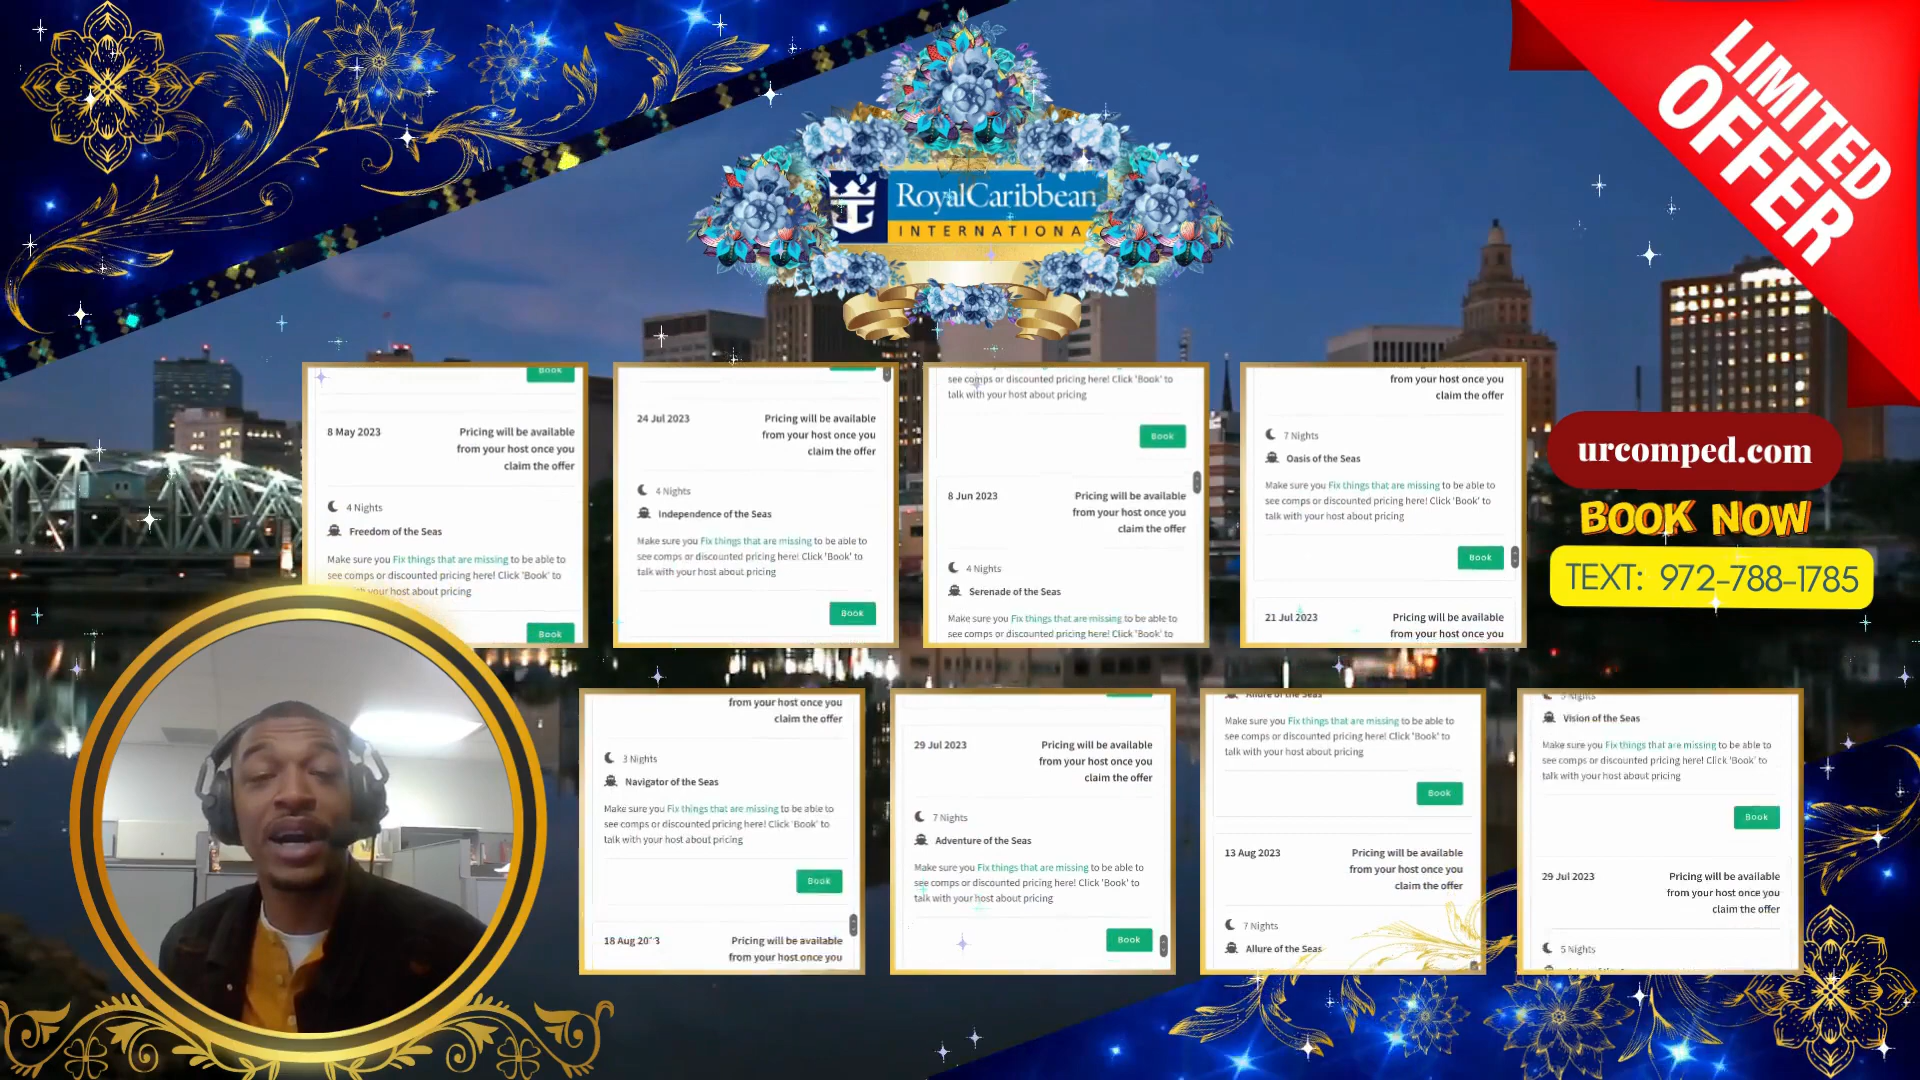 LIMITED
OFFER
RoyalCaribbean
INTERNATIONA
urcomped.com
BOOK NOW
TEXT: 972-788-1785
Book
8 May 2023
Pricing will be available
from your host once you
claim the offer
4 Nights
Freedom of the Seas
Make sure you Fix things that are missing to be able to
see comps or discounted pricing here! Click 'Book' to
your host about pricing
Book
24 Jul 2023
Pricing will be available
from your host once you
claim the offer
4 Nights
Independence of the Seas
Make sure you Fix things that are missing to be able to
see comps or discounted pricing here! Click 'Book' to
talk with your host about pricing
Book
see comps or discounted pricing here! Click 'Book' to
talk with your host about pricing
Book
8 Jun 2023
Pricing will be available
from your host once you
claim the offer
4 Nights
Serenade of the Seas
Make sure you Fix things that are missing to be able to
see comps or discounted pricing here! Click 'Book' to
from your host once you
claim the offer
7 Nights
Oasis of the Seas
Make sure you Fix things that are missing to be able to
see comps or discounted pricing here! Click 'Book' to
talk with your host about pricing
Book
21 Jul 2023
Pricing will be available
from your host once you
from your host once you
claim the offer
3 Nights
Navigator of the Seas
Make sure you Fix things that are missing to be able to
see comps or discounted pricing here! Click 'Book' to
talk with your host about pricing
Book
18 Aug 2023
Pricing will be available
from your host once you
29 Jul 2023
Pricing will be available
from your host once you
claim the offer
7 Nights
Adventure of the Seas
Make sure you Fix things that are missing to be able to
see comps or discounted pricing here! Click 'Book' to
talk with your host about pricing
Book
Allure of the Seas
Make sure you Fix things that are missing to be able to
see comps or discounted pricing here! Click 'Book' to
talk with your host about pricing
Book
13 Aug 2023
Pricing will be available
from your host once you
claim the offer
7 Nights
Allure of the Seas
5 Nights
Vision of the Seas
Make sure you Fix things that are missing to be able to
see comps or discounted pricing here! Click 'Book' to
talk with your host about pricing
Book
29 Jul 2023
Pricing will be available
from your host once you
claim the offer
5 Nights